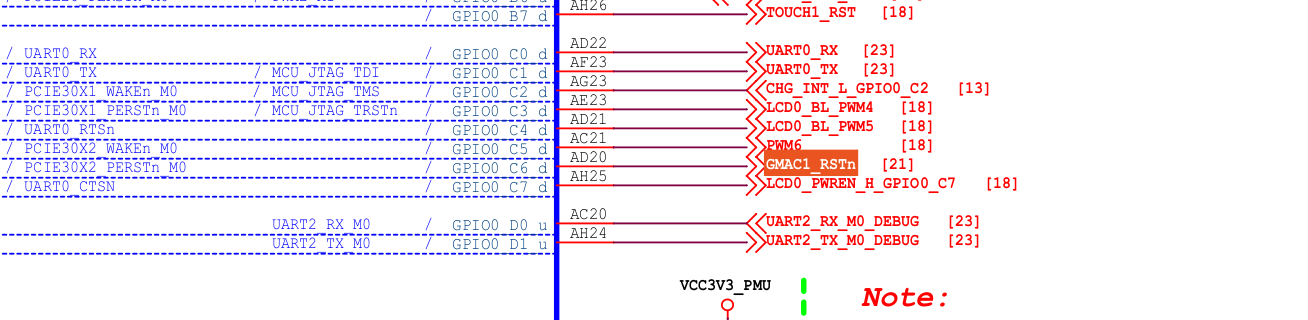 / GPIO0_B7_d AH26 TOUCH1_RST [18]
/ UART0_RX / GPIO0_C0_d AD22 UART0_RX [23]
/ UART0_TX / MCU_JTAG_TDI / GPIO0_C1_d AF23 UART0_TX [23]
/ PCIE30X1_WAKEn_M0 / MCU_JTAG_TMS / GPIO0_C2_d AG23 CHG_INT_L_GPIO0_C2 [13]
/ PCIE30X1_PERSTn_M0 / MCU_JTAG_TRSTn / GPIO0_C3_d AE23 LCD0_BL_PWM4 [18]
/ UART0_RTSn / GPIO0_C4_d AD21 LCD0_BL_PWM5 [18]
/ PCIE30X2_WAKEn_M0 / GPIO0_C5_d AC21 PWM6 [18]
/ PCIE30X2_PERSTn_M0 / GPIO0_C6_d AD20 GMAC1_RSTn [21]
/ UART0_CTSN / GPIO0_C7_d AH25 LCD0_PWREN_H_GPIO0_C7 [18]
UART2_RX_M0 / GPIO0_D0_u AC20 UART2_RX_M0_DEBUG [23]
UART2_TX_M0 / GPIO0_D1_u AH24 UART2_TX_M0_DEBUG [23]
VCC3V3_PMU
Note: